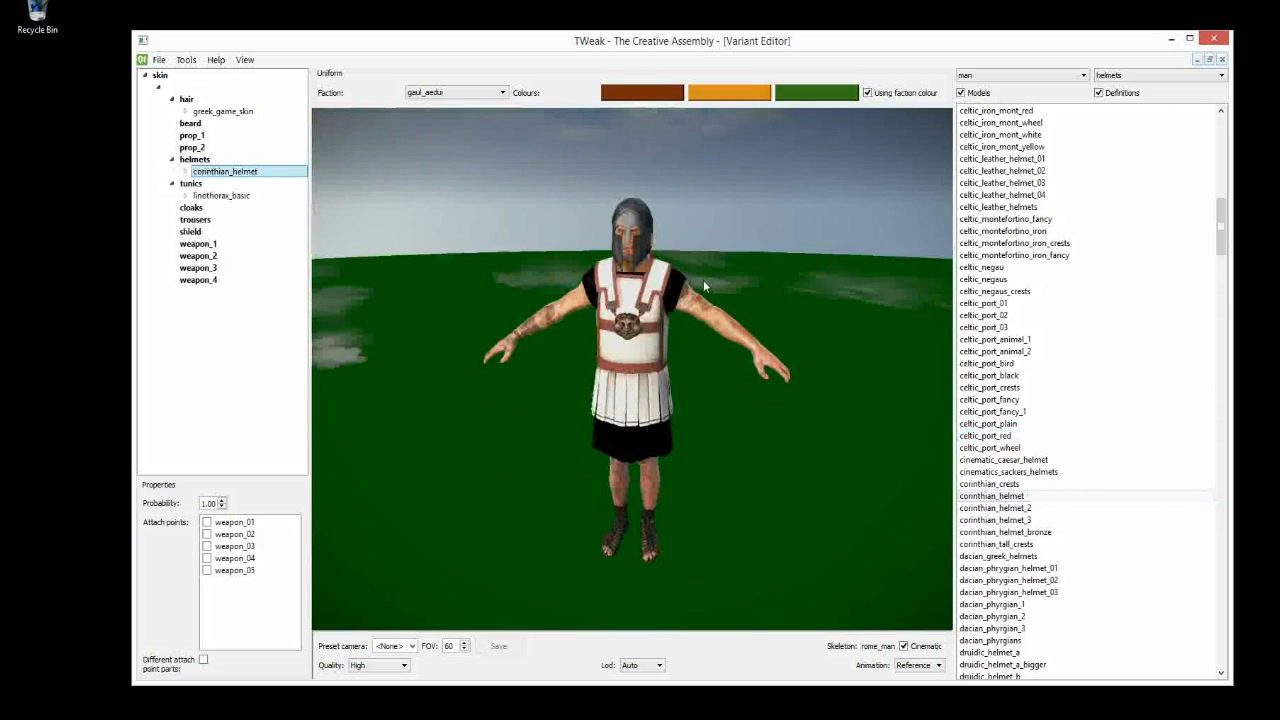 Recycle Bin
TWeak - The Creative Assembly - [Variant Editor]
File Tools Help View
skin
hair
greek_game_skin
beard
prop_1
prop_2
helmets
corinthian_helmet
tunics
linothorax_basic
cloaks
trousers
shield
weapon_1
weapon_2
weapon_3
weapon_4
Properties
Probability: 1.00
Attach points:
weapon_01
weapon_02
weapon_03
weapon_04
weapon_05
Different attach
point parts:
Uniform
Faction: gaul_aedui Colours: Using faction colour
Preset camera: <None> FOV: 60 Save
Skeleton: rome_man Cinematic
Quality: High Lod: Auto Animation: Reference
man helmets
Models Definitions
celtic_iron_mont_red
celtic_iron_mont_wheel
celtic_iron_mont_white
celtic_iron_mont_yellow
celtic_leather_helmet_01
celtic_leather_helmet_02
celtic_leather_helmet_03
celtic_leather_helmet_04
celtic_leather_helmets
celtic_montefortino_fancy
celtic_montefortino_iron
celtic_montefortino_iron_crests
celtic_montefortino_iron_fancy
celtic_negau
celtic_negaus
celtic_negaus_crests
celtic_port_01
celtic_port_02
celtic_port_03
celtic_port_animal_1
celtic_port_animal_2
celtic_port_bird
celtic_port_black
celtic_port_crests
celtic_port_fancy
celtic_port_fancy_1
celtic_port_plain
celtic_port_red
celtic_port_wheel
cinematic_caesar_helmet
cinematics_sackers_helmets
corinthian_crests
corinthian_helmet
corinthian_helmet_2
corinthian_helmet_3
corinthian_helmet_bronze
corinthian_tall_crests
dacian_greek_helmets
dacian_phrygian_helmet_01
dacian_phrygian_helmet_02
dacian_phrygian_helmet_03
dacian_phrygian_1
dacian_phrygian_2
dacian_phrygian_3
dacian_phrygians
druidic_helmet_a
druidic_helmet_a_bigger
druidic_helmet_b